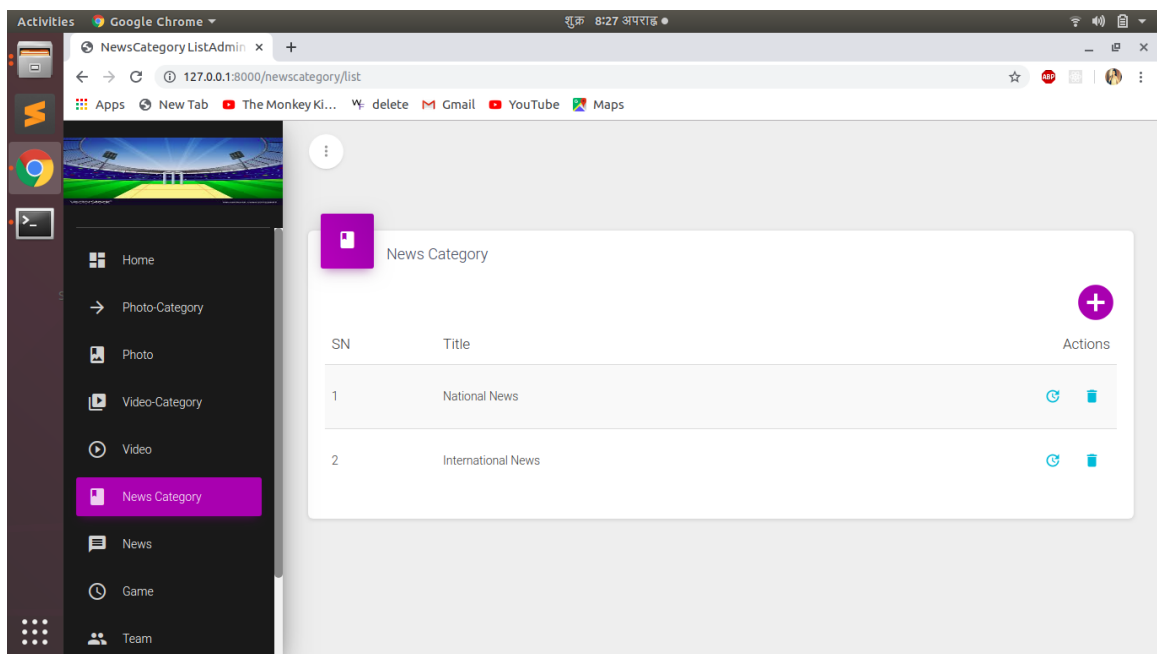 Activities Google Chrome शुक्र 8:27 अपराह्न
NewsCategory ListAdmin
127.0.0.1:8000/newscategory/list
Apps New Tab The Monkey Ki... delete Gmail YouTube Maps
VectorStock
News Category
Home
Photo-Category
SN Title Actions
Photo
1 National News
Video-Category
Video
2 International News
News Category
News
Game
Team